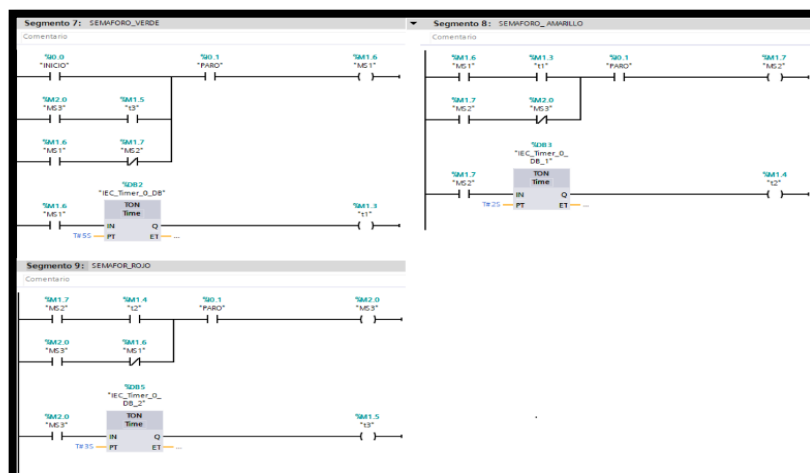 Segmento 7: SEMAFORO_VERDE
Comentario
%I0.0
"INICIO"
%I0.1
"PARO"
%M1.6
"MS1"
%M2.0
"MS3"
%M1.5
"t3"
%M1.6
"MS1"
%M1.7
"MS2"
%DB2
"IEC_Timer_0_DB"
%M1.6
"MS1"
TON
Time
%M1.3
"t1"
IN
Q
T#5S
PT
ET
...
Segmento 8: SEMAFORO_AMARILLO
Comentario
%M1.6
"MS1"
%M1.3
"t1"
%I0.1
"PARO"
%M1.7
"MS2"
%M1.7
"MS2"
%M2.0
"MS3"
%DB3
"IEC_Timer_0_
DB_1"
%M1.7
"MS2"
TON
Time
%M1.4
"t2"
IN
Q
T#2S
PT
ET
...
Segmento 9: SEMAFOR_ROJO
Comentario
%M1.7
"MS2"
%M1.4
"t2"
%I0.1
"PARO"
%M2.0
"MS3"
%M2.0
"MS3"
%M1.6
"MS1"
%DB5
"IEC_Timer_0_
DB_2"
%M2.0
"MS3"
TON
Time
%M1.5
"t3"
IN
Q
T#3S
PT
ET
...